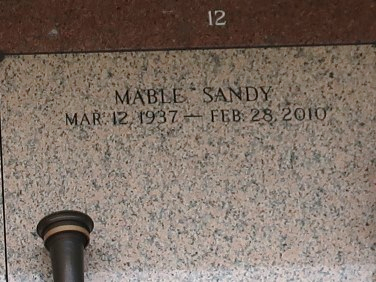 12
MABLE SANDY
MAR. 12, 1937 — FEB. 28, 2010